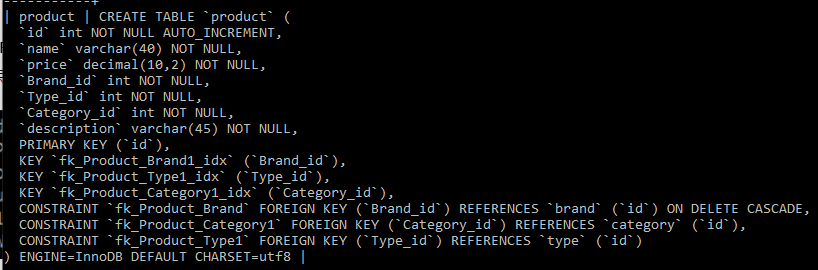 -----------+
| product | CREATE TABLE `product` (
`id` int NOT NULL AUTO_INCREMENT,
`name` varchar(40) NOT NULL,
`price` decimal(10,2) NOT NULL,
`Brand_id` int NOT NULL,
`Type_id` int NOT NULL,
`Category_id` int NOT NULL,
`description` varchar(45) NOT NULL,
PRIMARY KEY (`id`),
KEY `fk_Product_Brand1_idx` (`Brand_id`),
KEY `fk_Product_Type1_idx` (`Type_id`),
KEY `fk_Product_Category1_idx` (`Category_id`),
CONSTRAINT `fk_Product_Brand` FOREIGN KEY (`Brand_id`) REFERENCES `brand` (`id`) ON DELETE CASCADE,
CONSTRAINT `fk_Product_Category1` FOREIGN KEY (`Category_id`) REFERENCES `category` (`id`),
CONSTRAINT `fk_Product_Type1` FOREIGN KEY (`Type_id`) REFERENCES `type` (`id`)
) ENGINE=InnoDB DEFAULT CHARSET=utf8 |